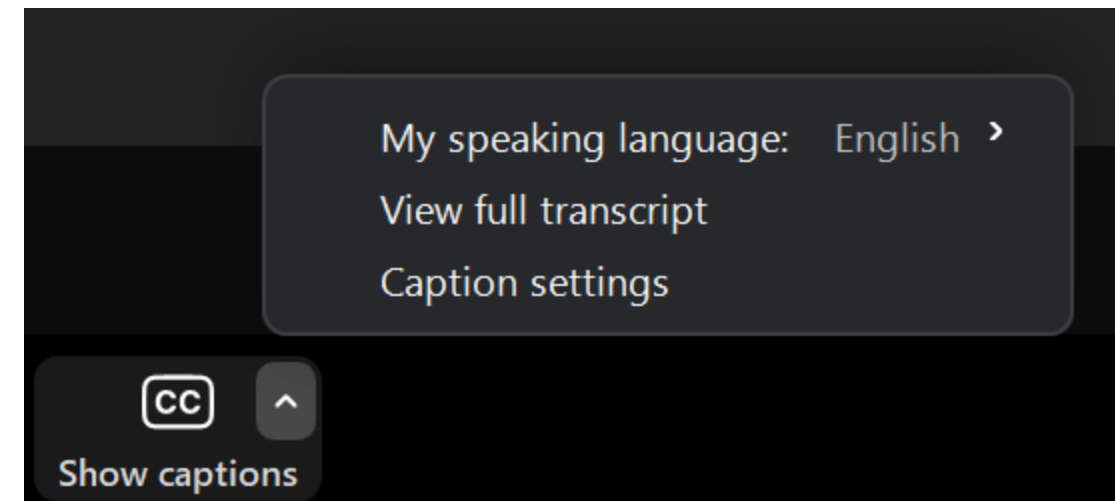 My speaking language: English
View full transcript
Caption settings
CC
Show captions